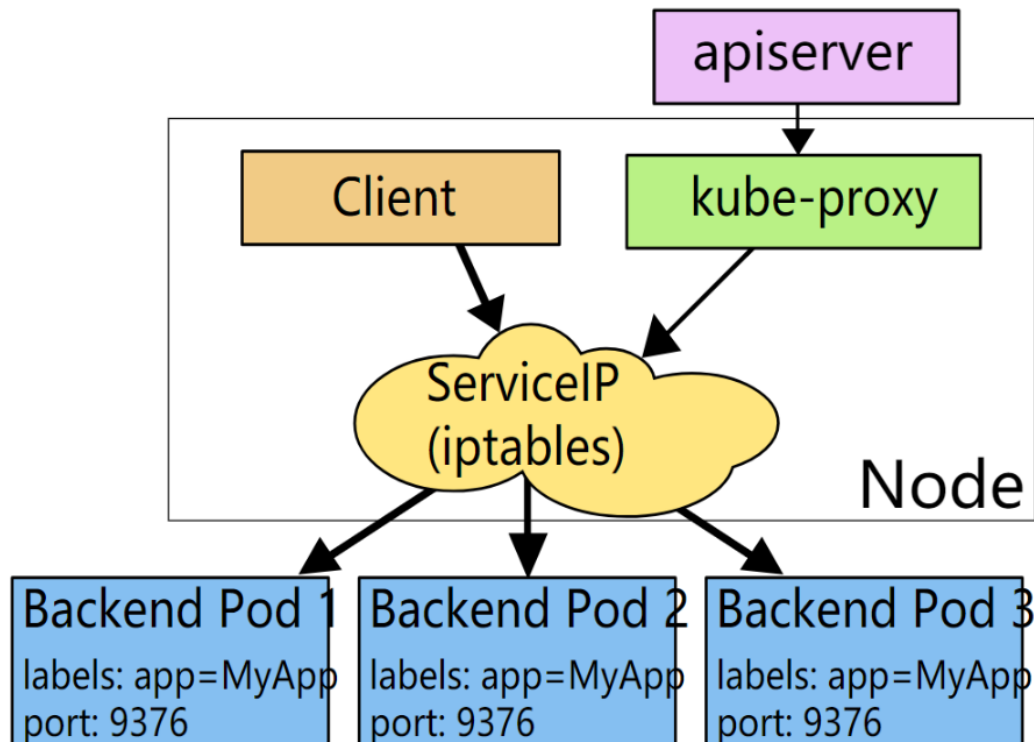 apiserver
Client
kube-proxy
ServiceIP
(iptables)
Node
Backend Pod 1
labels: app=MyApp
port: 9376
Backend Pod 2
labels: app=MyApp
port: 9376
Backend Pod 3
labels: app=MyApp
port: 9376